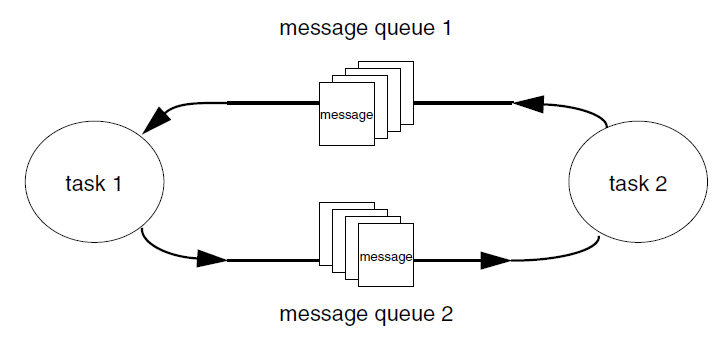 message queue 1
message
task 1
task 2
message
message queue 2